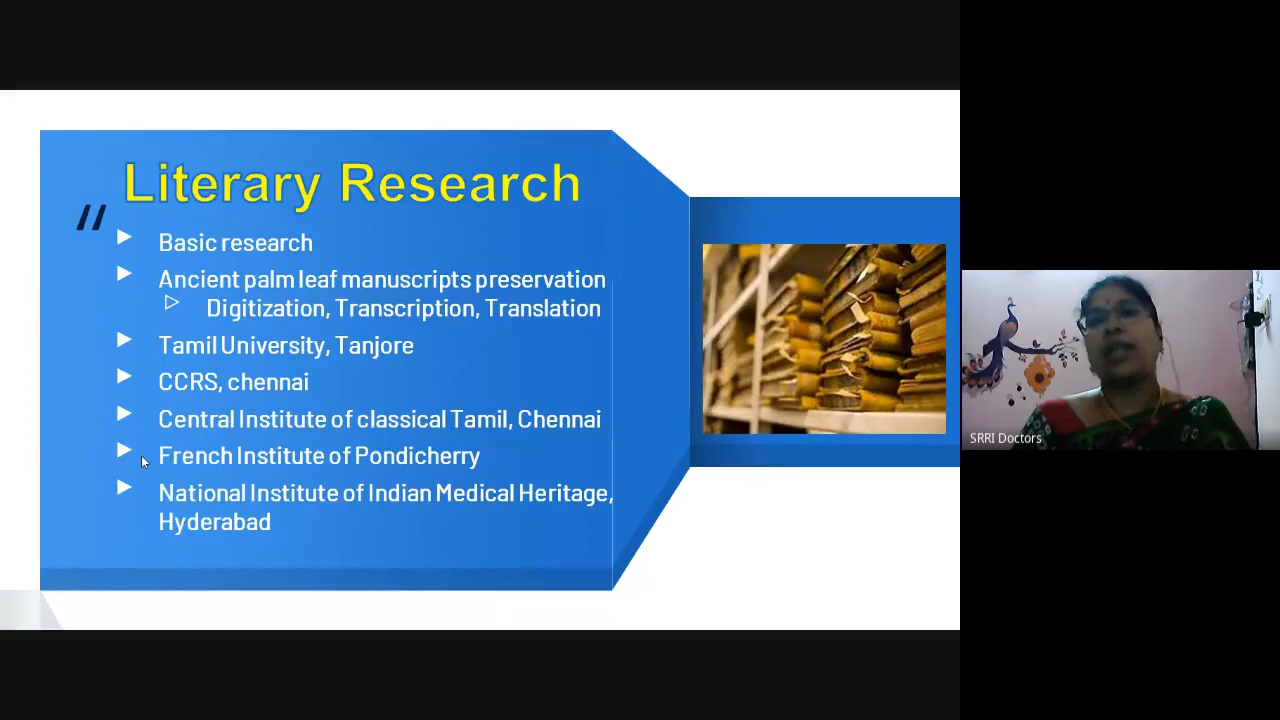 Literary Research
"
Basic research
Ancient palm leaf manuscripts preservation
Digitization, Transcription, Translation
Tamil University, Tanjore
CCRS, chennai
Central Institute of classical Tamil, Chennai
French Institute of Pondicherry
National Institute of Indian Medical Heritage,
Hyderabad
SRRI Doctors